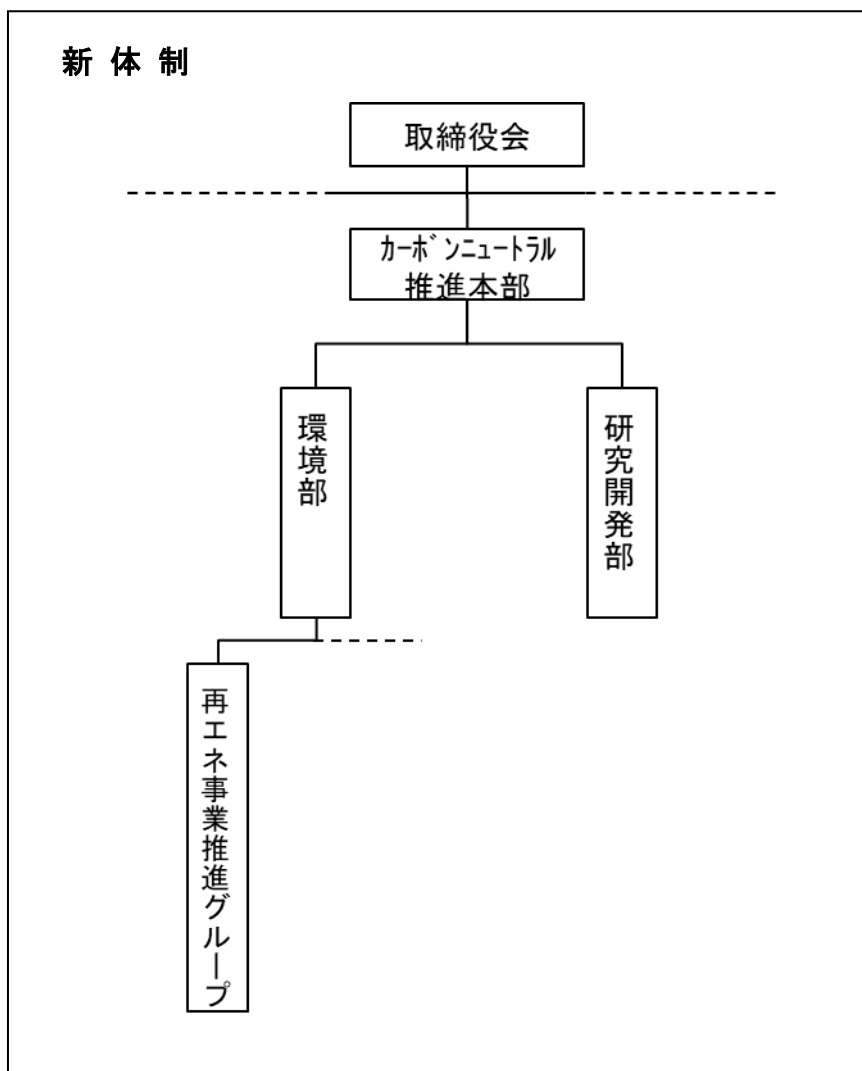 新体制
取締役会
ｶｰﾎﾞﾝﾆｭｰﾄﾗﾙ
推進本部
環境部
研究開発部
再エネ事業推進グループ